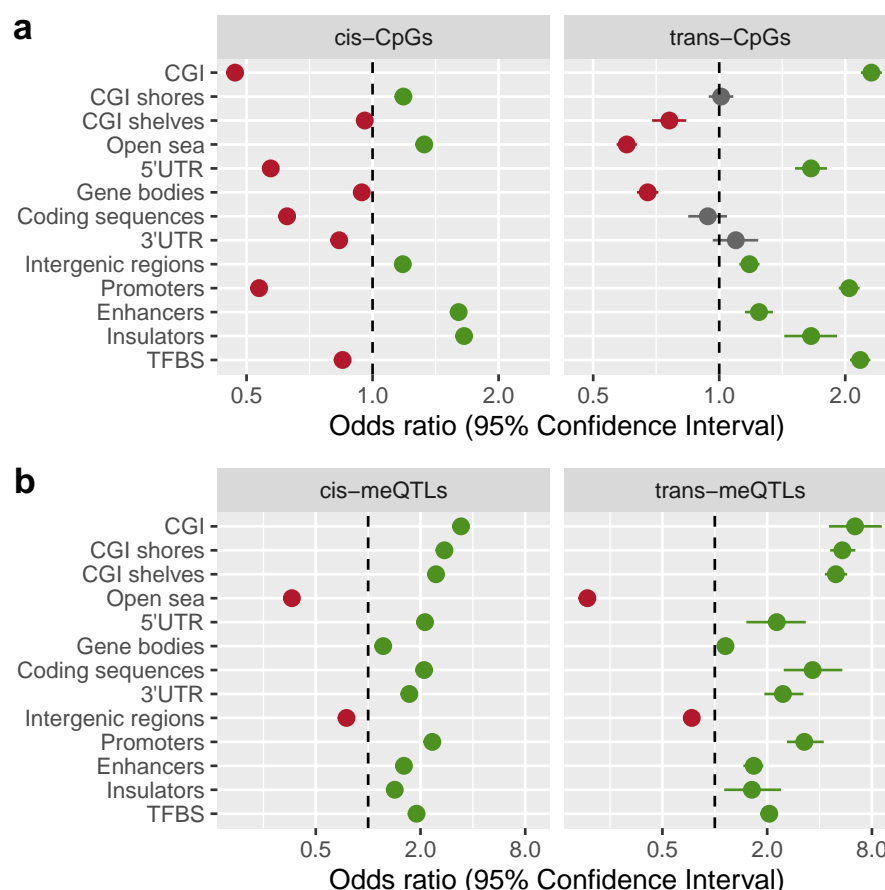 a
cis−CpGs trans−CpGs
CGI
CGI shores
CGI shelves
Open sea
5'UTR
Gene bodies
Coding sequences
3'UTR
Intergenic regions
Promoters
Enhancers
Insulators
TFBS
0.5 1.0 2.0 0.5 1.0 2.0
Odds ratio (95% Confidence Interval)
b
cis−meQTLs trans−meQTLs
CGI
CGI shores
CGI shelves
Open sea
5'UTR
Gene bodies
Coding sequences
3'UTR
Intergenic regions
Promoters
Enhancers
Insulators
TFBS
0.5 2.0 8.0 0.5 2.0 8.0
Odds ratio (95% Confidence Interval)